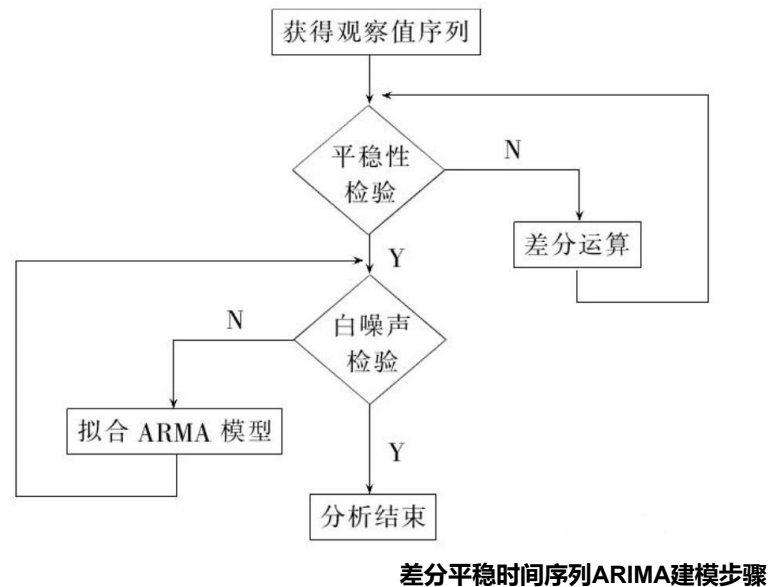 获得观察值序列
平稳性
检验
N
差分运算
Y
白噪声
检验
N
拟合 ARMA 模型
Y
分析结束
差分平稳时间序列ARIMA建模步骤